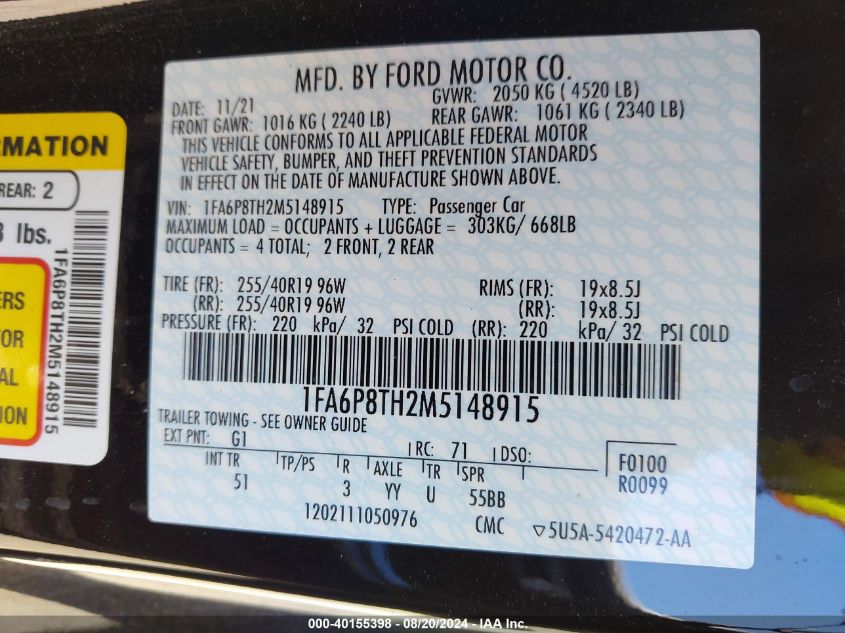 MFD. BY FORD MOTOR CO.
DATE: 11/21 GVWR: 2050 KG ( 4520 LB)
FRONT GAWR: 1016 KG ( 2240 LB) REAR GAWR: 1061 KG ( 2340 LB)
THIS VEHICLE CONFORMS TO ALL APPLICABLE FEDERAL MOTOR
VEHICLE SAFETY, BUMPER, AND THEFT PREVENTION STANDARDS
IN EFFECT ON THE DATE OF MANUFACTURE SHOWN ABOVE.
VIN: 1FA6P8TH2M5148915 TYPE: Passenger Car
MAXIMUM LOAD = OCCUPANTS + LUGGAGE = 303KG/ 668LB
OCCUPANTS = 4 TOTAL; 2 FRONT, 2 REAR
TIRE (FR): 255/40R19 96W RIMS (FR): 19x8.5J
(RR): 255/40R19 96W (RR): 19x8.5J
PRESSURE (FR): 220 kPa/ 32 PSI COLD (RR): 220 kPa/ 32 PSI COLD
1FA6P8TH2M5148915
TRAILER TOWING - SEE OWNER GUIDE
EXT PNT: G1 RC: 71 DSO:
INT TR TP/PS R AXLE TR SPR
51 3 YY U 55BB
F0100
R0099
1202111050976 CMC ▽5U5A-5420472-AA
RMATION
REAR: 2
lbs.
1FA6P8TH2M5148915
ERS
OR
AL
ION
000-40155398 - 08/20/2024 - IAA Inc.